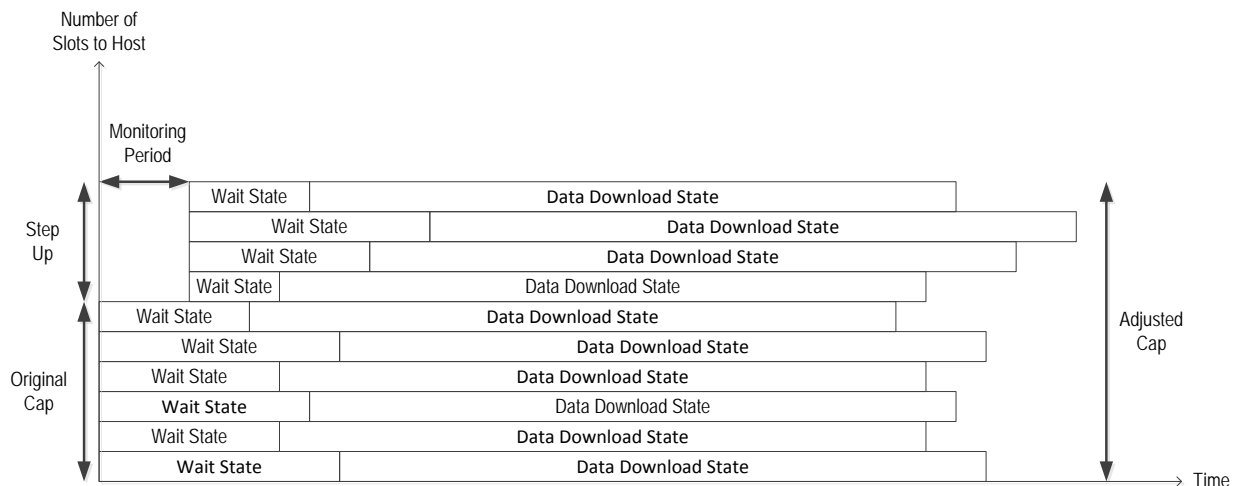 Number of
Slots to Host
Monitoring
Period
Wait State Data Download State
Wait State Data Download State
Step
Up
Wait State Data Download State
Wait State Data Download State
Wait State Data Download State
Adjusted
Cap
Wait State Data Download State
Original
Cap
Wait State Data Download State
Wait State Data Download State
Wait State Data Download State
Wait State Data Download State
Time